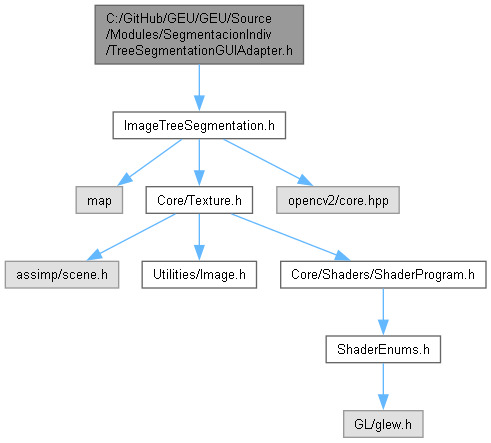 C:/GitHub/GEU/GEU/Source
/Modules/SegmentacionIndiv
/TreeSegmentationGUIAdapter.h
ImageTreeSegmentation.h
map
Core/Texture.h
opencv2/core.hpp
assimp/scene.h
Utilities/Image.h
Core/Shaders/ShaderProgram.h
ShaderEnums.h
GL/glew.h